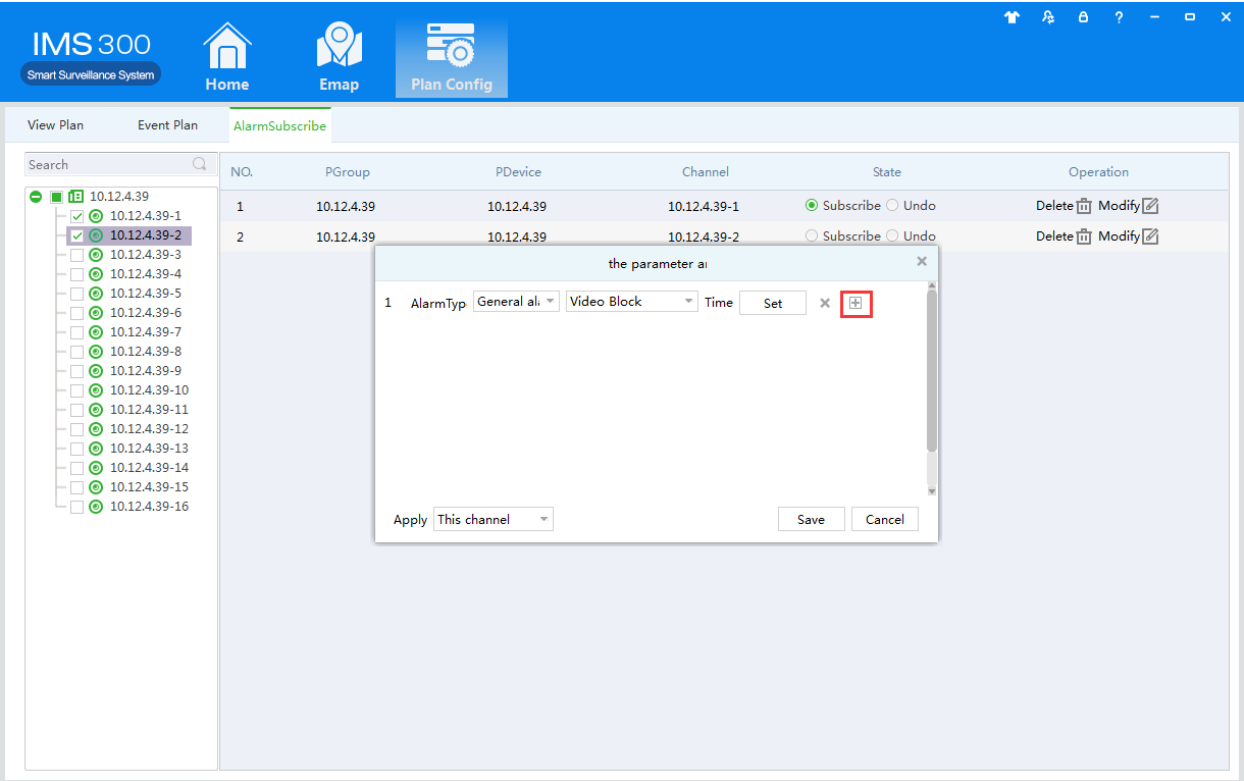 IMS 300
Smart Surveillance System
Home
Emap
Plan Config
?
View Plan
Event Plan
AlarmSubscribe
Search
NO. PGroup PDevice Channel State Operation
10.12.4.39
10.12.4.39-1
10.12.4.39-2
10.12.4.39-3
10.12.4.39-4
10.12.4.39-5
10.12.4.39-6
10.12.4.39-7
10.12.4.39-8
10.12.4.39-9
10.12.4.39-10
10.12.4.39-11
10.12.4.39-12
10.12.4.39-13
10.12.4.39-14
10.12.4.39-15
10.12.4.39-16
1 10.12.4.39 10.12.4.39 10.12.4.39-1 Subscribe Undo Delete Modify
2 10.12.4.39 10.12.4.39 10.12.4.39-2 Subscribe Undo Delete Modify
the parameter ar
1 AlarmTyp General ala Video Block Time Set
Apply This channel Save Cancel